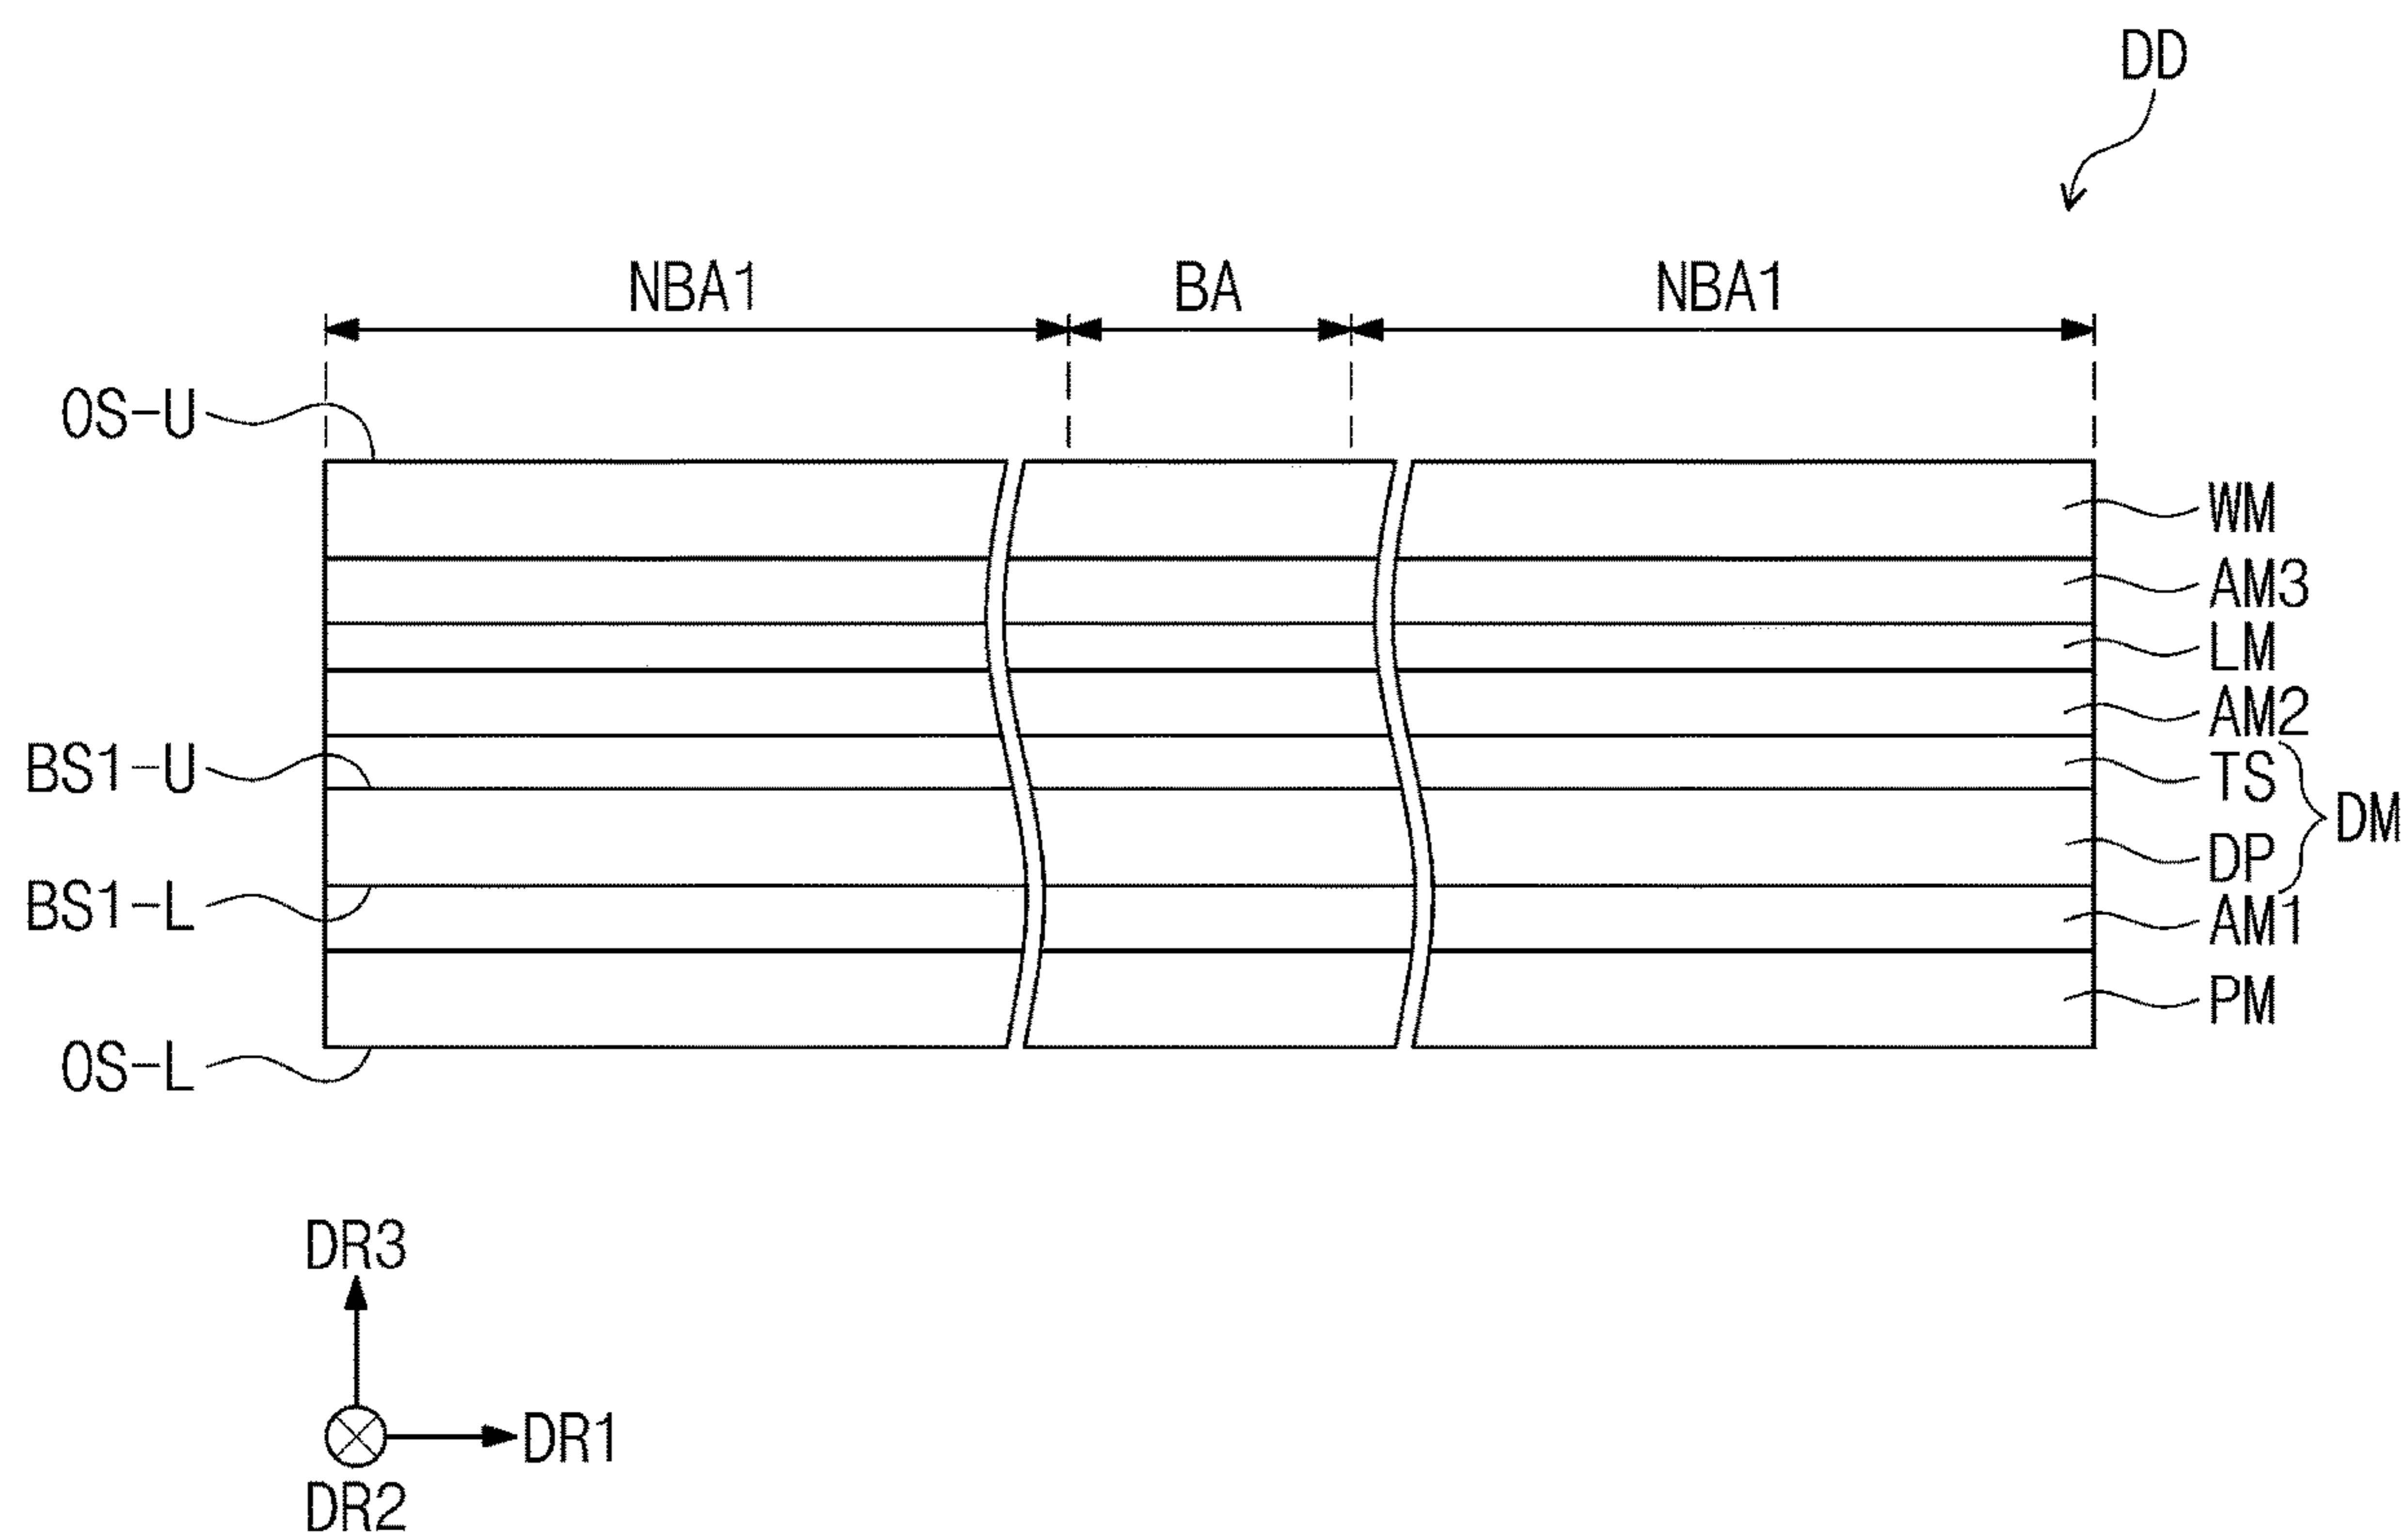 DD
NBA1 BA NBA1
OS-U
WM
AM3
LM
AM2
BS1-U
TS
DM
DP
BS1-L
AM1
PM
OS-L
DR3
DR1
DR2